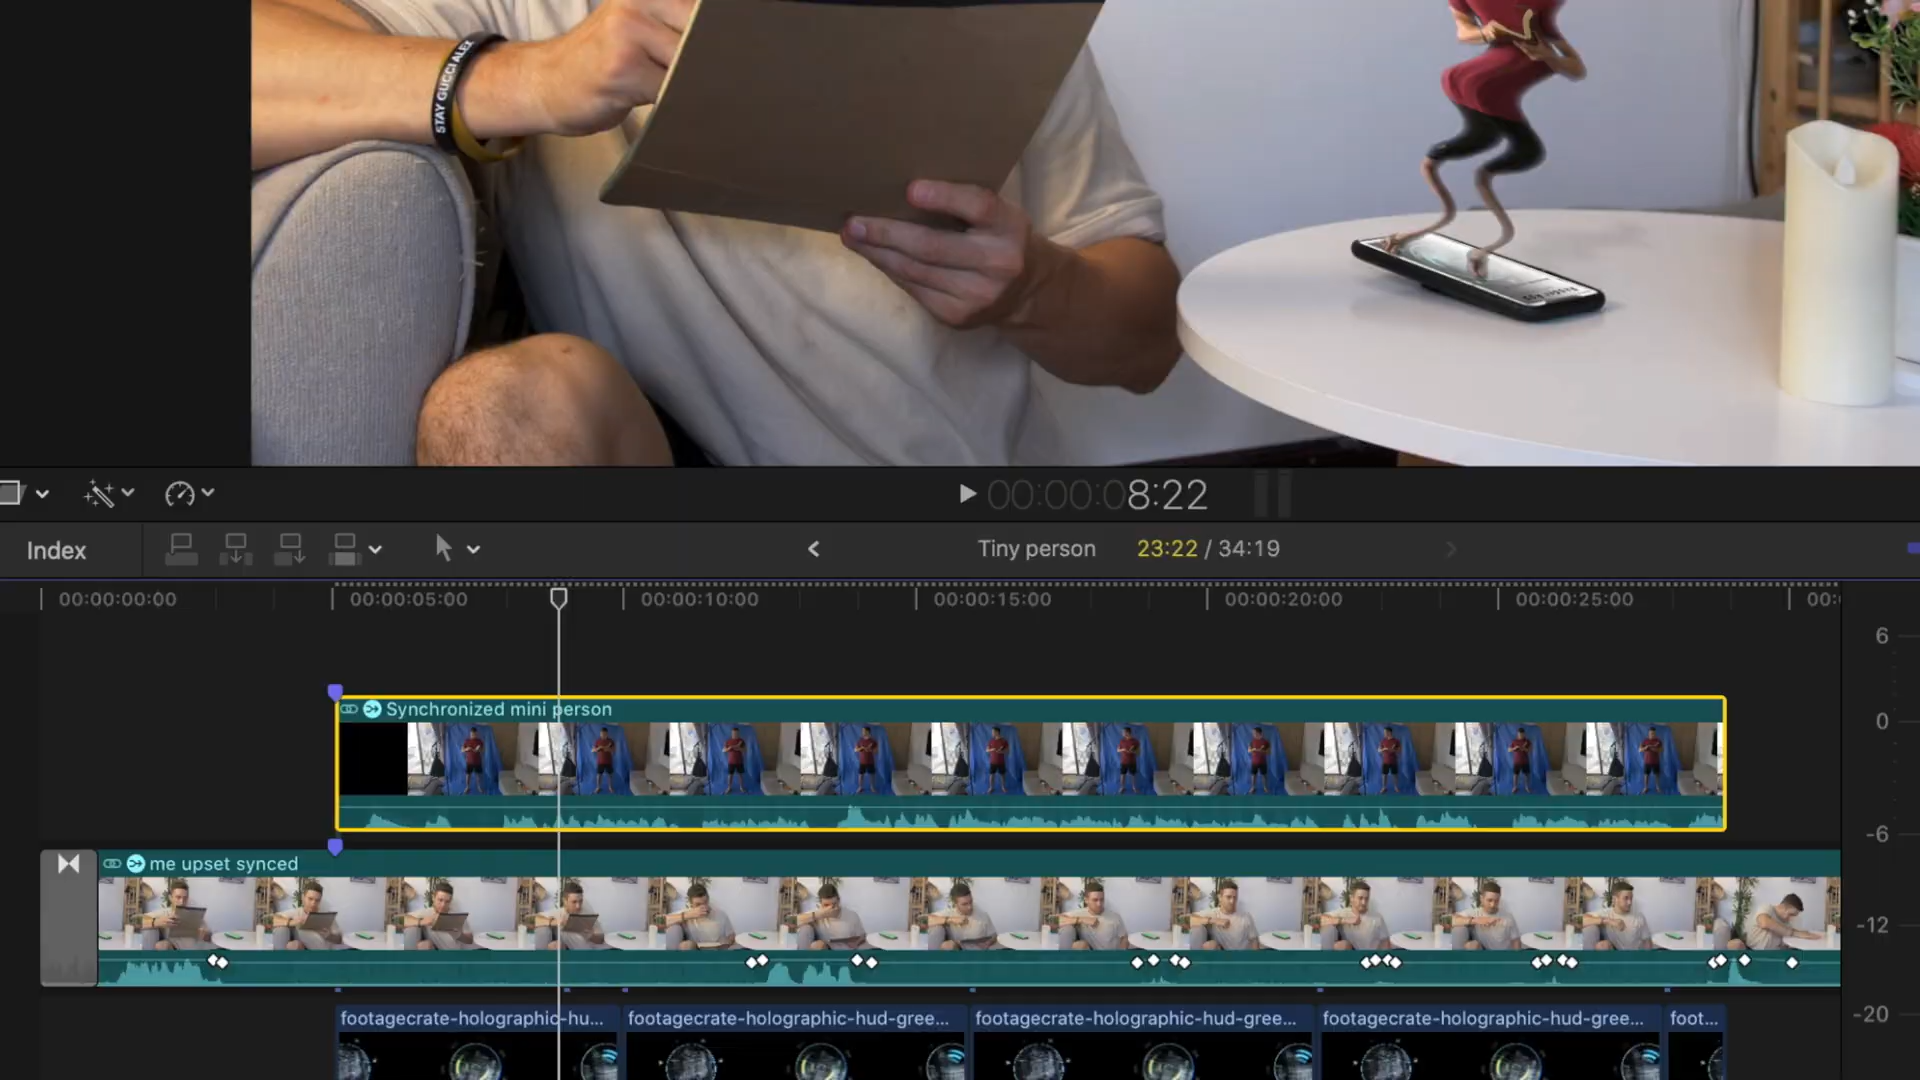 STAY GUCCI ALEX
00:00:08:22
Index
Tiny person 23:22 / 34:19
00:00:00:00 00:00:05:00 00:00:10:00 00:00:15:00 00:00:20:00 00:00:25:00 00:
6
0
-6
-12
-20
Synchronized mini person
me upset synced
footagecrate-holographic-hu... footagecrate-holographic-hud-gree... footagecrate-holographic-hud-gree... footagecrate-holographic-hud-gree... foot...